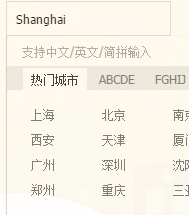 Shanghai
支持中文/英文/简拼输入
热门城市 ABCDE FGHIJ
上海 北京
西安 天津
广州 深圳
郑州 重庆